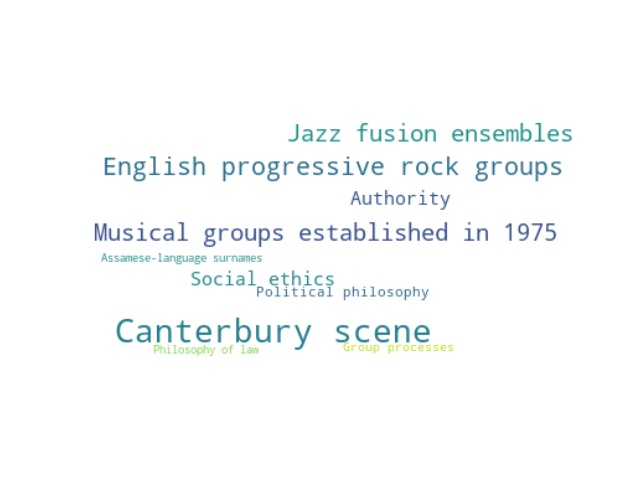 Jazz fusion ensembles
English progressive rock groups
Authority
Musical groups established in 1975
Assamese-language surnames
Social ethics
Political philosophy
Canterbury scene
Group processes
Philosophy of law